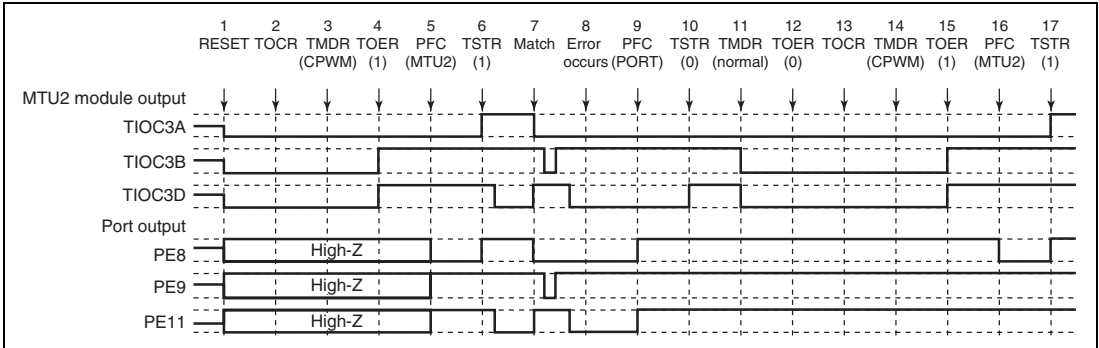 1 2 3 4 5 6 7 8 9 10 11 12 13 14 15 16 17
RESET TOCR TMDR TOER PFC TSTR Match Error PFC TSTR TMDR TOER TOCR TMDR TOER PFC TSTR
(CPWM) (1) (MTU2) (1) occurs (PORT) (0) (normal) (0) (CPWM) (1) (MTU2) (1)
MTU2 module output
TIOC3A
TIOC3B
TIOC3D
Port output
PE8 High-Z
PE9 High-Z
PE11 High-Z